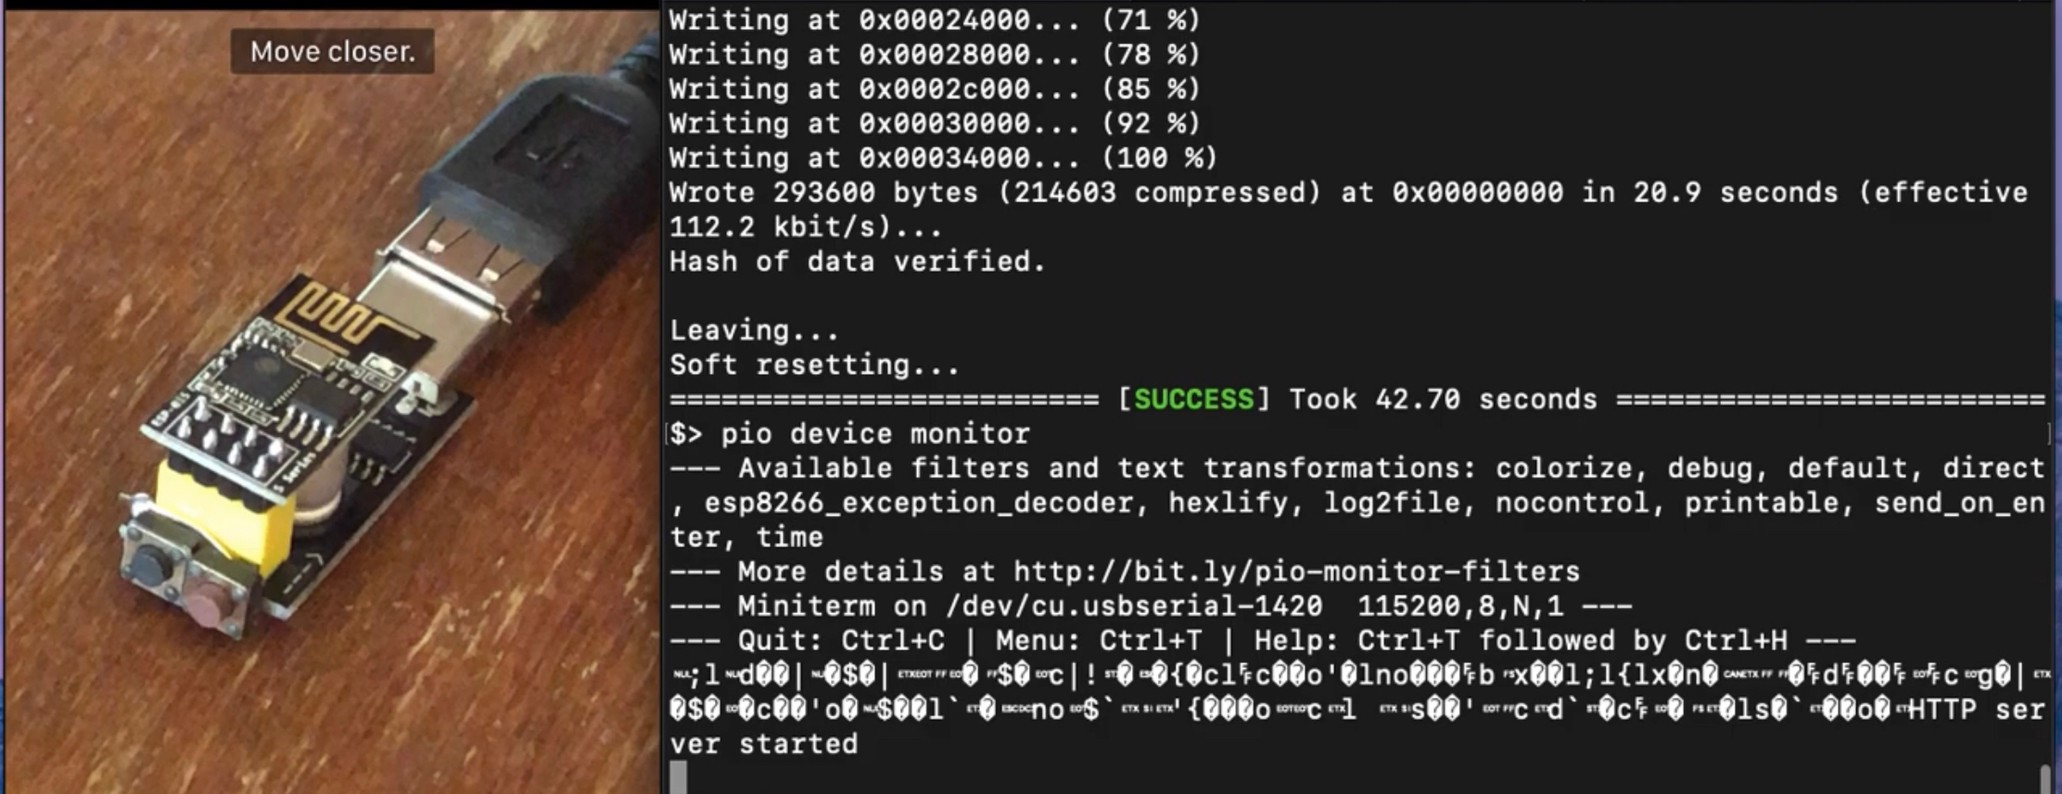 Move closer.
ESP-01S
s Series
Writing at 0x00024000... (71 %)
Writing at 0x00028000... (78 %)
Writing at 0x0002c000... (85 %)
Writing at 0x00030000... (92 %)
Writing at 0x00034000... (100 %)
Wrote 293600 bytes (214603 compressed) at 0x00000000 in 20.9 seconds (effective
112.2 kbit/s)...
Hash of data verified.
Leaving...
Soft resetting...
========================= [SUCCESS] Took 42.70 seconds =========================
[$> pio device monitor ]
--- Available filters and text transformations: colorize, debug, default, direct
, esp8266_exception_decoder, hexlify, log2file, nocontrol, printable, send_on_en
ter, time
--- More details at http://bit.ly/pio-monitor-filters
--- Miniterm on /dev/cu.usbserial-1420  115200,8,N,1 ---
--- Quit: Ctrl+C | Menu: Ctrl+T | Help: Ctrl+T followed by Ctrl+H ---
HTTP ser
ver started